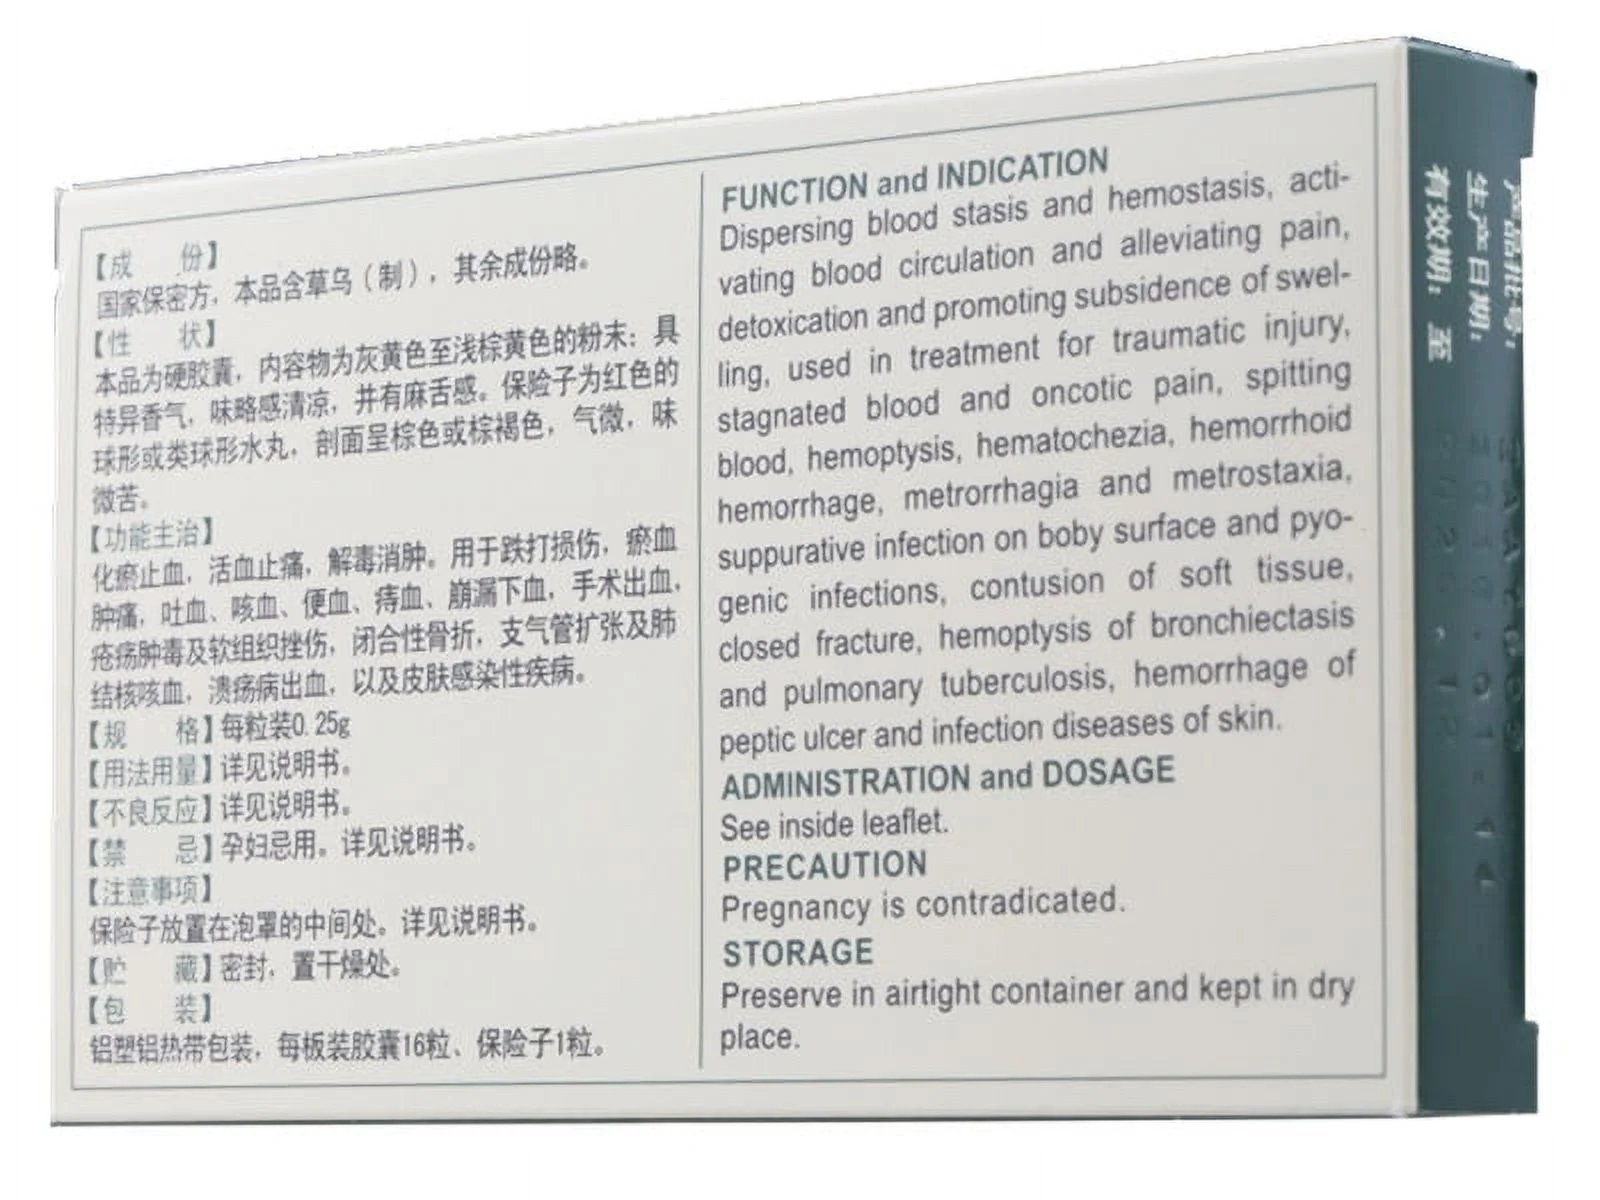 【成 份】
国家保密方，本品含草乌（制），其余成份略。
【性 状】
本品为硬胶囊，内容物为灰黄色至浅棕黄色的粉末；具
特异香气，味略感清凉，并有麻舌感。保险子为红色的
球形或类球形水丸，剖面呈棕色或棕褐色，气微，味
微苦。
【功能主治】
化瘀止血，活血止痛，解毒消肿。用于跌打损伤，瘀血
肿痛，吐血、咳血、便血、痔血、崩漏下血，手术出血，
疮疡肿毒及软组织挫伤，闭合性骨折，支气管扩张及肺
结核咳血，溃疡病出血，以及皮肤感染性疾病。
【规 格】每粒装0.25g
【用法用量】详见说明书。
【不良反应】详见说明书。
【禁 忌】孕妇忌用。详见说明书。
【注意事项】
保险子放置在泡罩的中间处。详见说明书。
【贮 藏】密封，置干燥处。
【包 装】
铝塑铝热带包装，每板装胶囊16粒、保险子1粒。
FUNCTION and INDICATION
Dispersing blood stasis and hemostasis, acti-
vating blood circulation and alleviating pain,
detoxication and promoting subsidence of swel-
ling, used in treatment for traumatic injury,
stagnated blood and oncotic pain, spitting
blood, hemoptysis, hematochezia, hemorrhoid
hemorrhage, metrorrhagia and metrostaxia,
suppurative infection on boby surface and pyo-
genic infections, contusion of soft tissue,
closed fracture, hemoptysis of bronchiectasis
and pulmonary tuberculosis, hemorrhage of
peptic ulcer and infection diseases of skin.
ADMINISTRATION and DOSAGE
See inside leaflet.
PRECAUTION
Pregnancy is contradicated.
STORAGE
Preserve in airtight container and kept in dry
place.
产品批号：
生产日期：
有效期：至